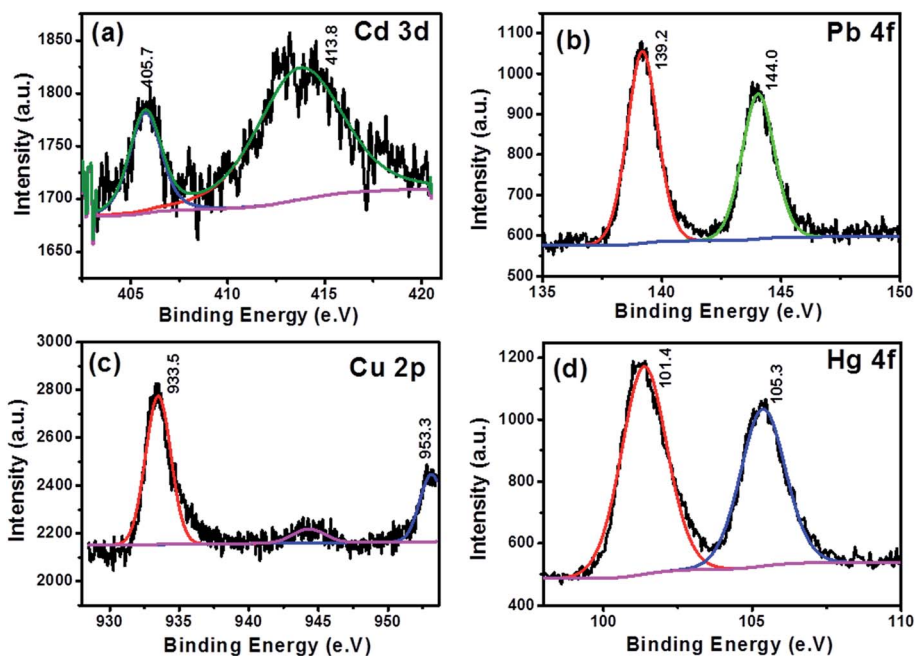 (a) Cd 3d
405.7
413.8
1850
1800
1750
1700
1650
Intensity (a.u.)
405 410 415 420
Binding Energy (e.V)
(b) Pb 4f
139.2
144.0
1100
1000
900
800
700
600
500
Intensity (a.u.)
135 140 145 150
Binding Energy (e.V)
(c) Cu 2p
933.5
953.3
3000
2800
2600
2400
2200
2000
Intensity (a.u.)
930 935 940 945 950
Binding Energy (e.V)
(d) Hg 4f
101.4
105.3
1200
1000
800
600
400
Intensity (a.u.)
100 105 110
Binding Energy (e.V)